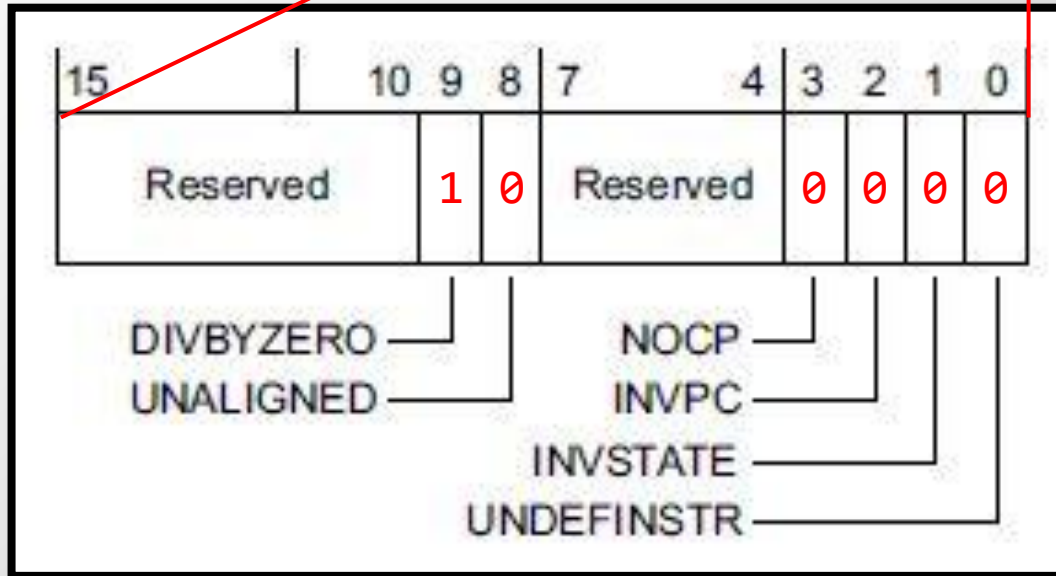 15 10 9 8 7 4 3 2 1 0
Reserved 1 0 Reserved 0 0 0 0
DIVBYZERO NOCP
UNALIGNED INVPC
INVSTATE
UNDEFINSTR